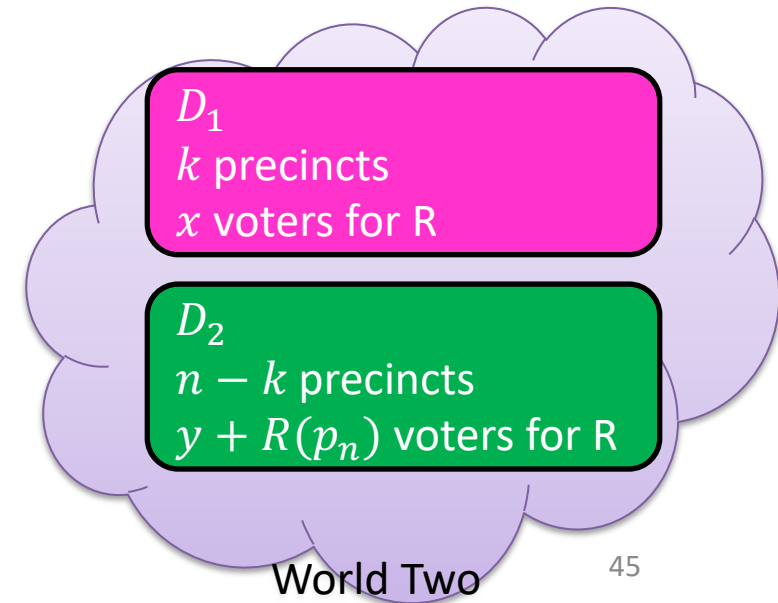 D₁
k precincts
x voters for R
D₂
n − k precincts
y + R(pₙ) voters for R
World Two
45